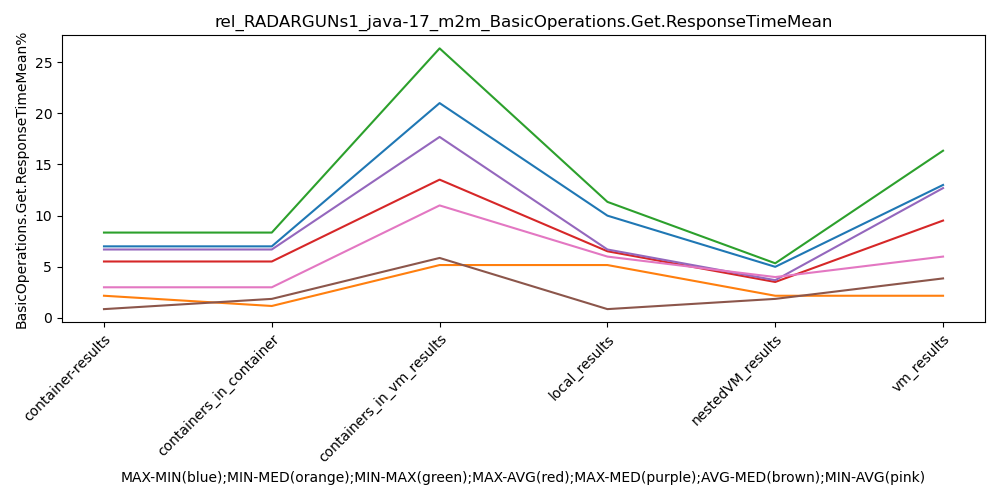 rel_RADARGUNs1_java-17_m2m_BasicOperations.Get.ResponseTimeMean
BasicOperations.Get.ResponseTimeMean%
25
20
15
10
5
0
container-results
containers_in_container
containers_in_vm_results
local_results
nestedVM_results
vm_results
MAX-MIN(blue);MIN-MED(orange);MIN-MAX(green);MAX-AVG(red);MAX-MED(purple);AVG-MED(brown);MIN-AVG(pink)